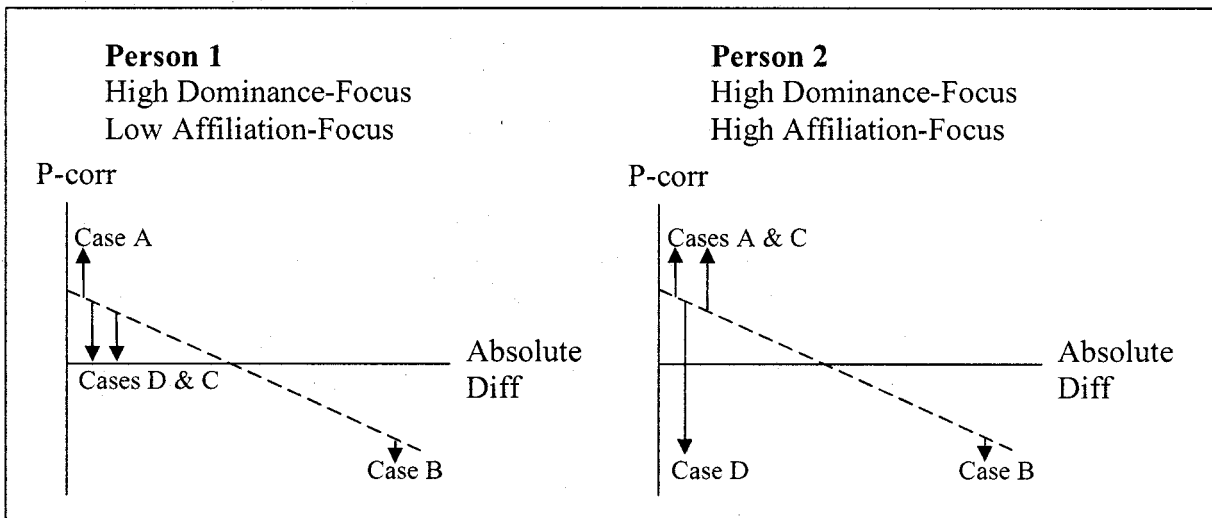 Person 1
High Dominance-Focus
Low Affiliation-Focus
P-corr
Case A
Cases D & C
Absolute
Diff
Case B
Person 2
High Dominance-Focus
High Affiliation-Focus
P-corr
Cases A & C
Absolute
Diff
Case D
Case B